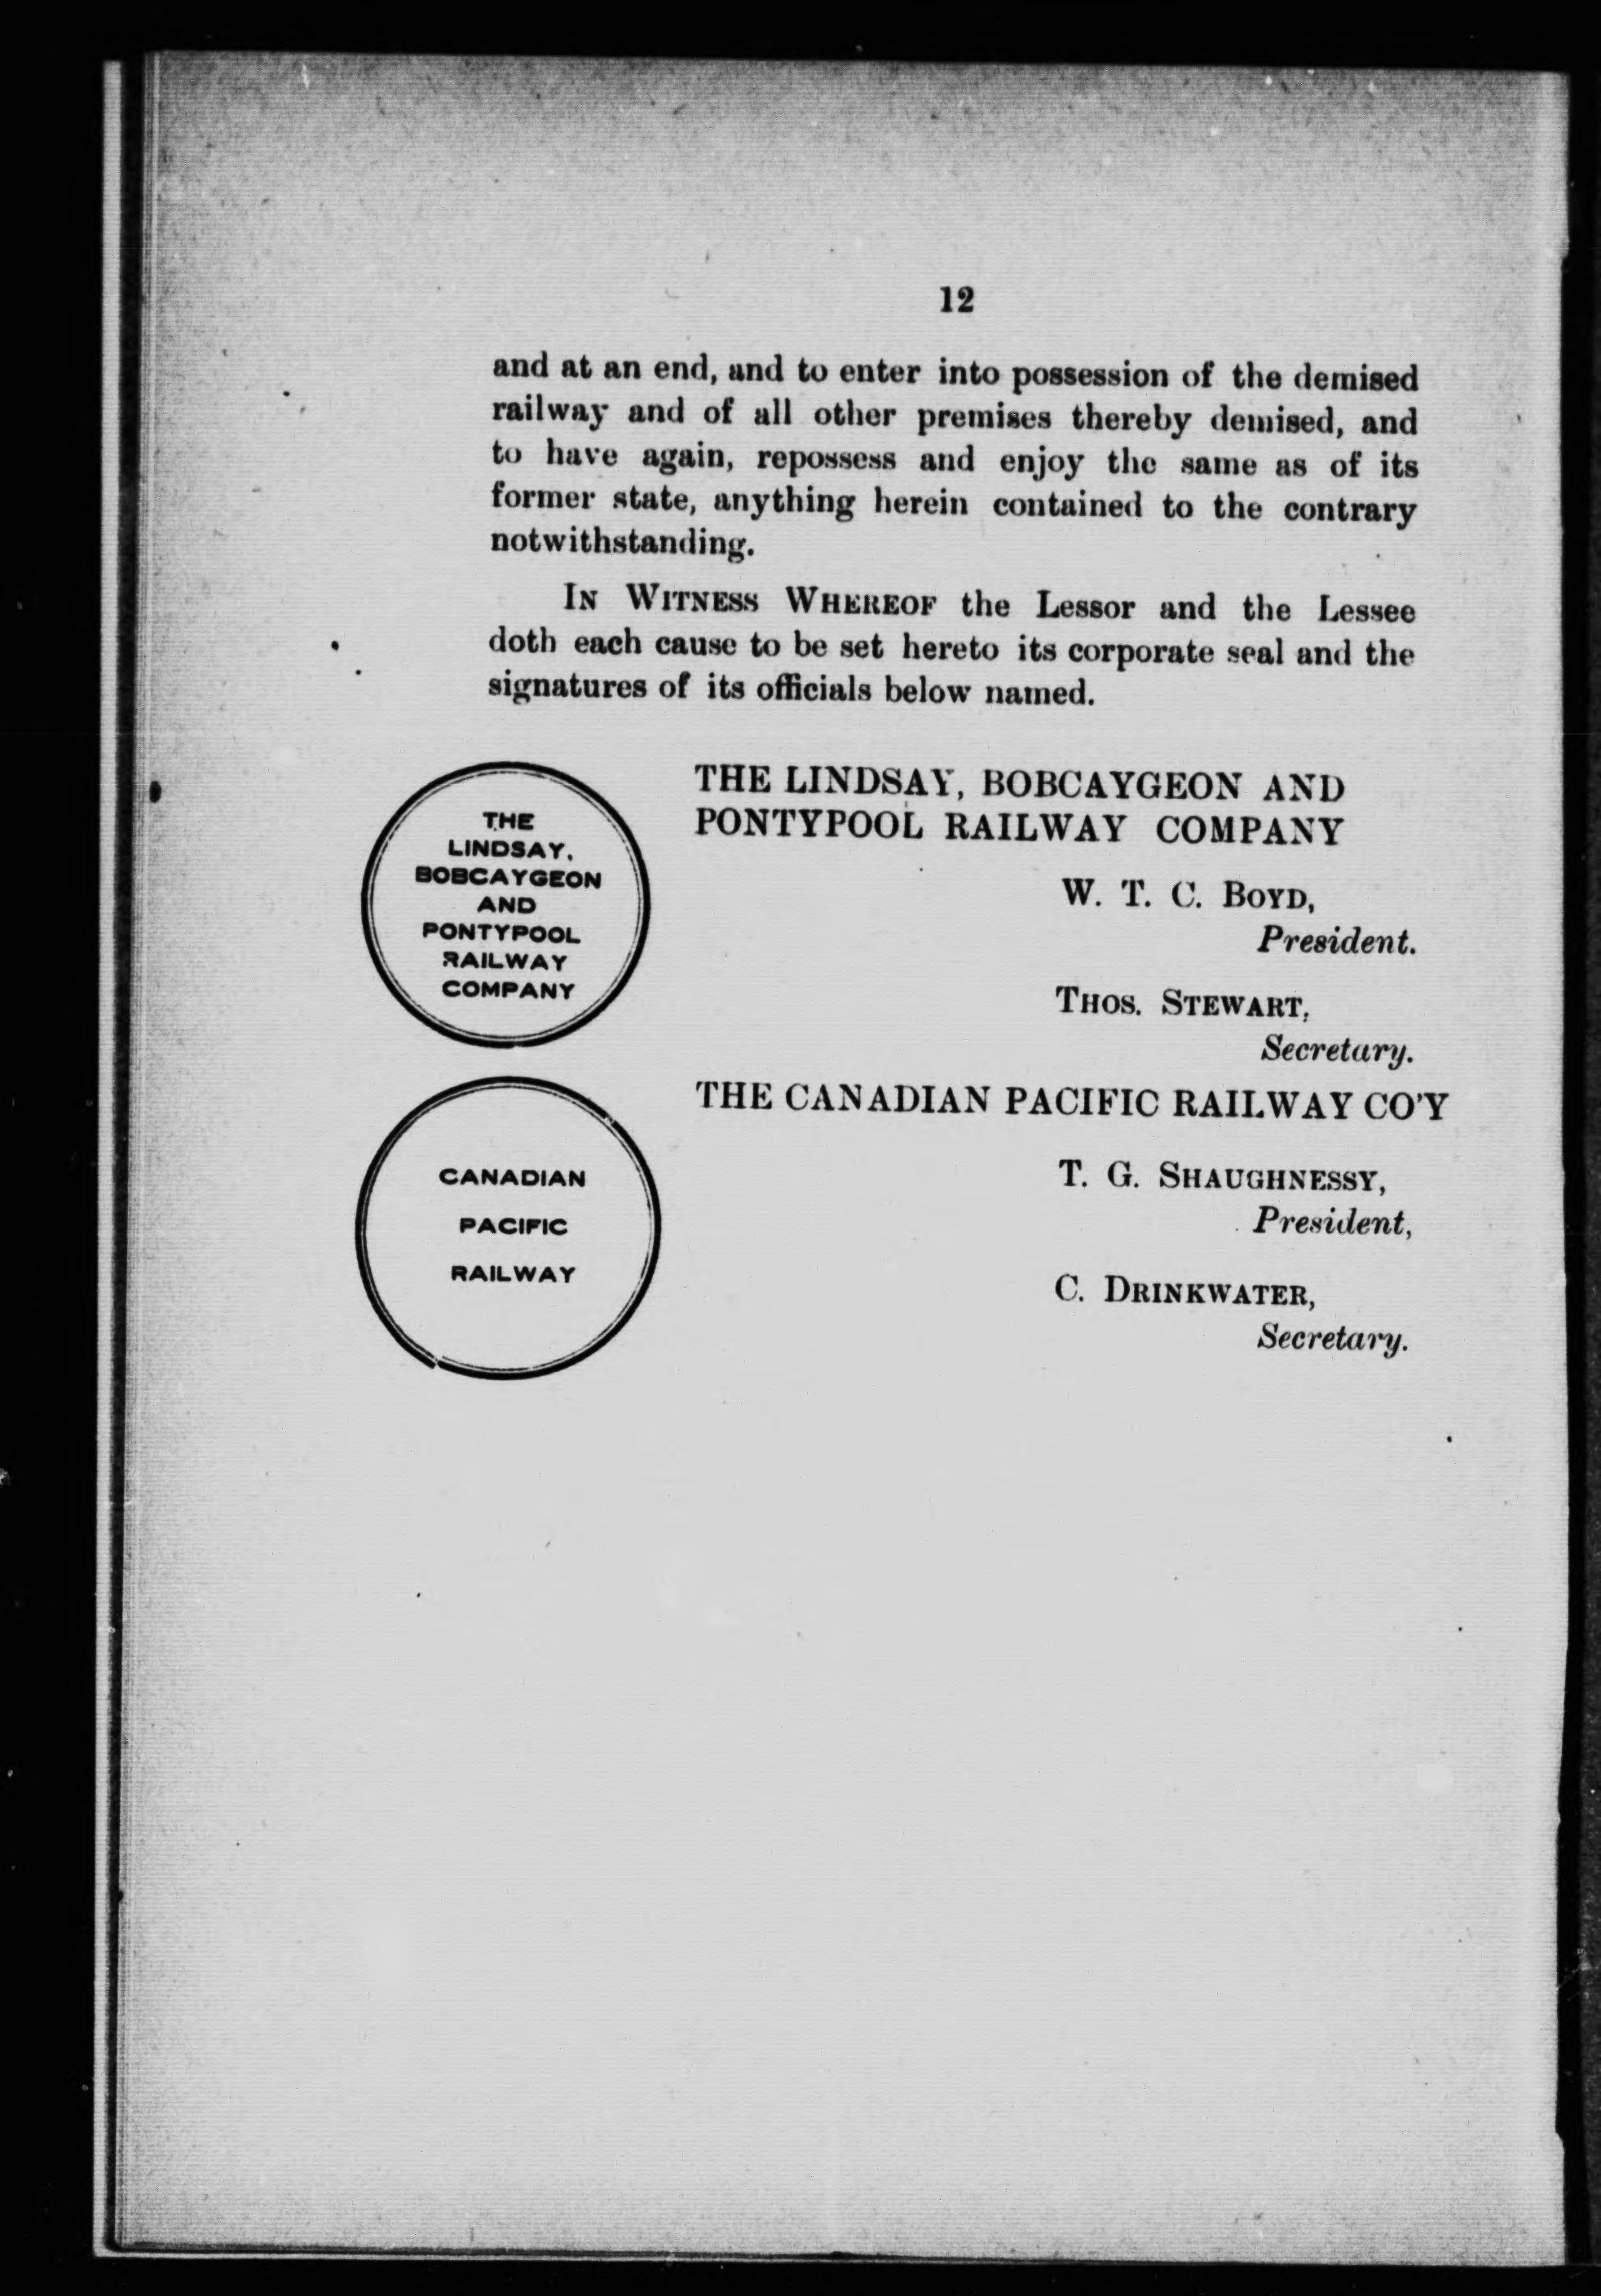 12
and at an end, and to enter into possession of the demised
railway and of all other premises thereby demised, and
to have again, repossess and enjoy the same as of its
former state, anything herein contained to the contrary
notwithstanding.
IN WITNESS WHEREOF the Lessor and the Lessee
doth each cause to be set hereto its corporate seal and the
signatures of its officials below named.
THE
LINDSAY,
BOBCAYGEON
AND
PONTYPOOL
RAILWAY
COMPANY
THE LINDSAY, BOBCAYGEON AND
PONTYPOOL RAILWAY COMPANY
W. T. C. BOYD,
President.
THOS. STEWART,
Secretary.
CANADIAN
PACIFIC
RAILWAY
THE CANADIAN PACIFIC RAILWAY CO'Y
T. G. SHAUGHNESSY,
President,
C. DRINKWATER,
Secretary.